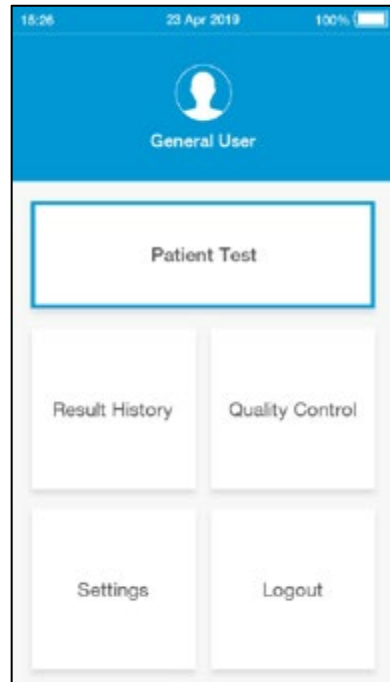 15:26 23 Apr 2019 100%
General User
Patient Test
Result History Quality Control
Settings Logout